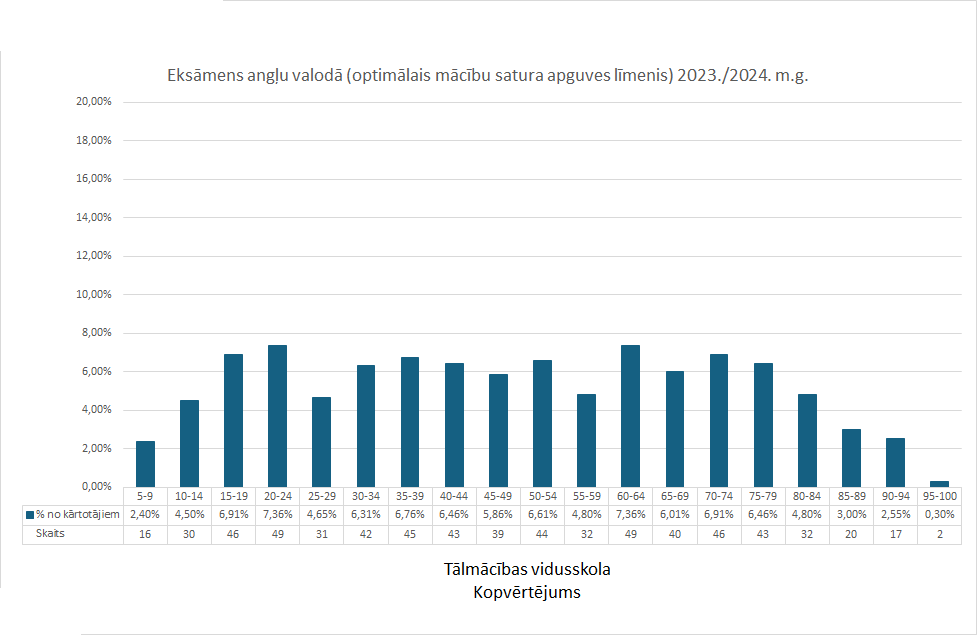 Eksāmens angļu valodā (optimālais mācību satura apguves līmenis) 2023./2024. m.g.
20,00%
18,00%
16,00%
14,00%
12,00%
10,00%
8,00%
6,00%
4,00%
2,00%
0,00%
5-9 10-14 15-19 20-24 25-29 30-34 35-39 40-44 45-49 50-54 55-59 60-64 65-69 70-74 75-79 80-84 85-89 90-94 95-100
% no kārtotājiem 2,40% 4,50% 6,91% 7,36% 4,65% 6,31% 6,76% 6,46% 5,86% 6,61% 4,80% 7,36% 6,01% 6,91% 6,46% 4,80% 3,00% 2,55% 0,30%
Skaits 16 30 46 49 31 42 45 43 39 44 32 49 40 46 43 32 20 17 2
Tālmācības vidusskola
Kopvērtējums